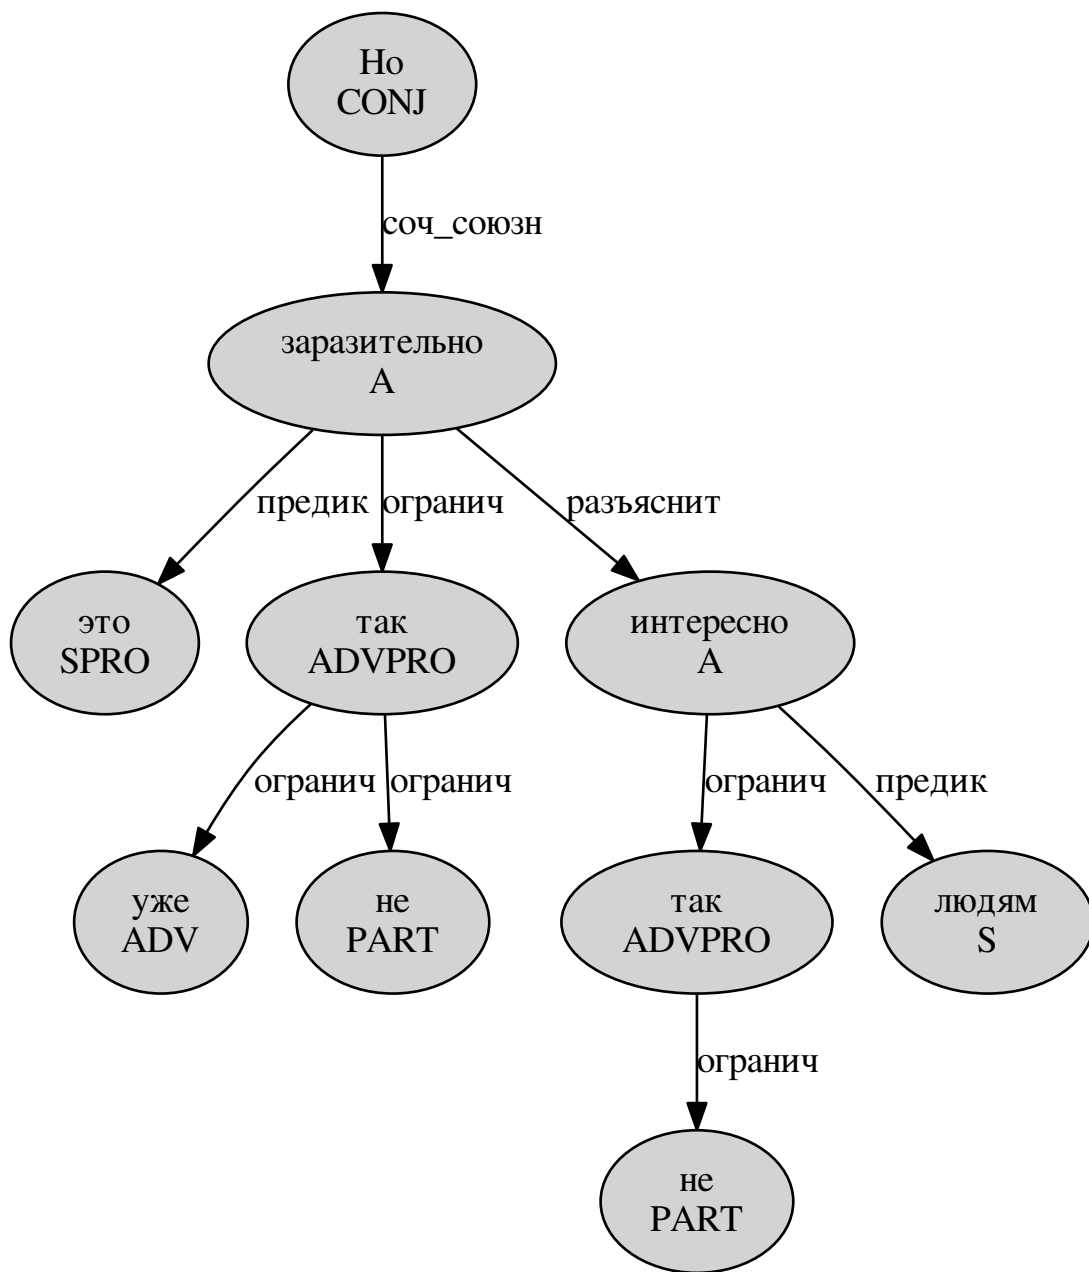 Но
CONJ
соч_союзн
заразительно
A
предик
огранич
разъяснит
это
SPRO
так
ADVPRO
интересно
A
огранич
огранич
огранич
предик
уже
ADV
не
PART
так
ADVPRO
людям
S
огранич
не
PART